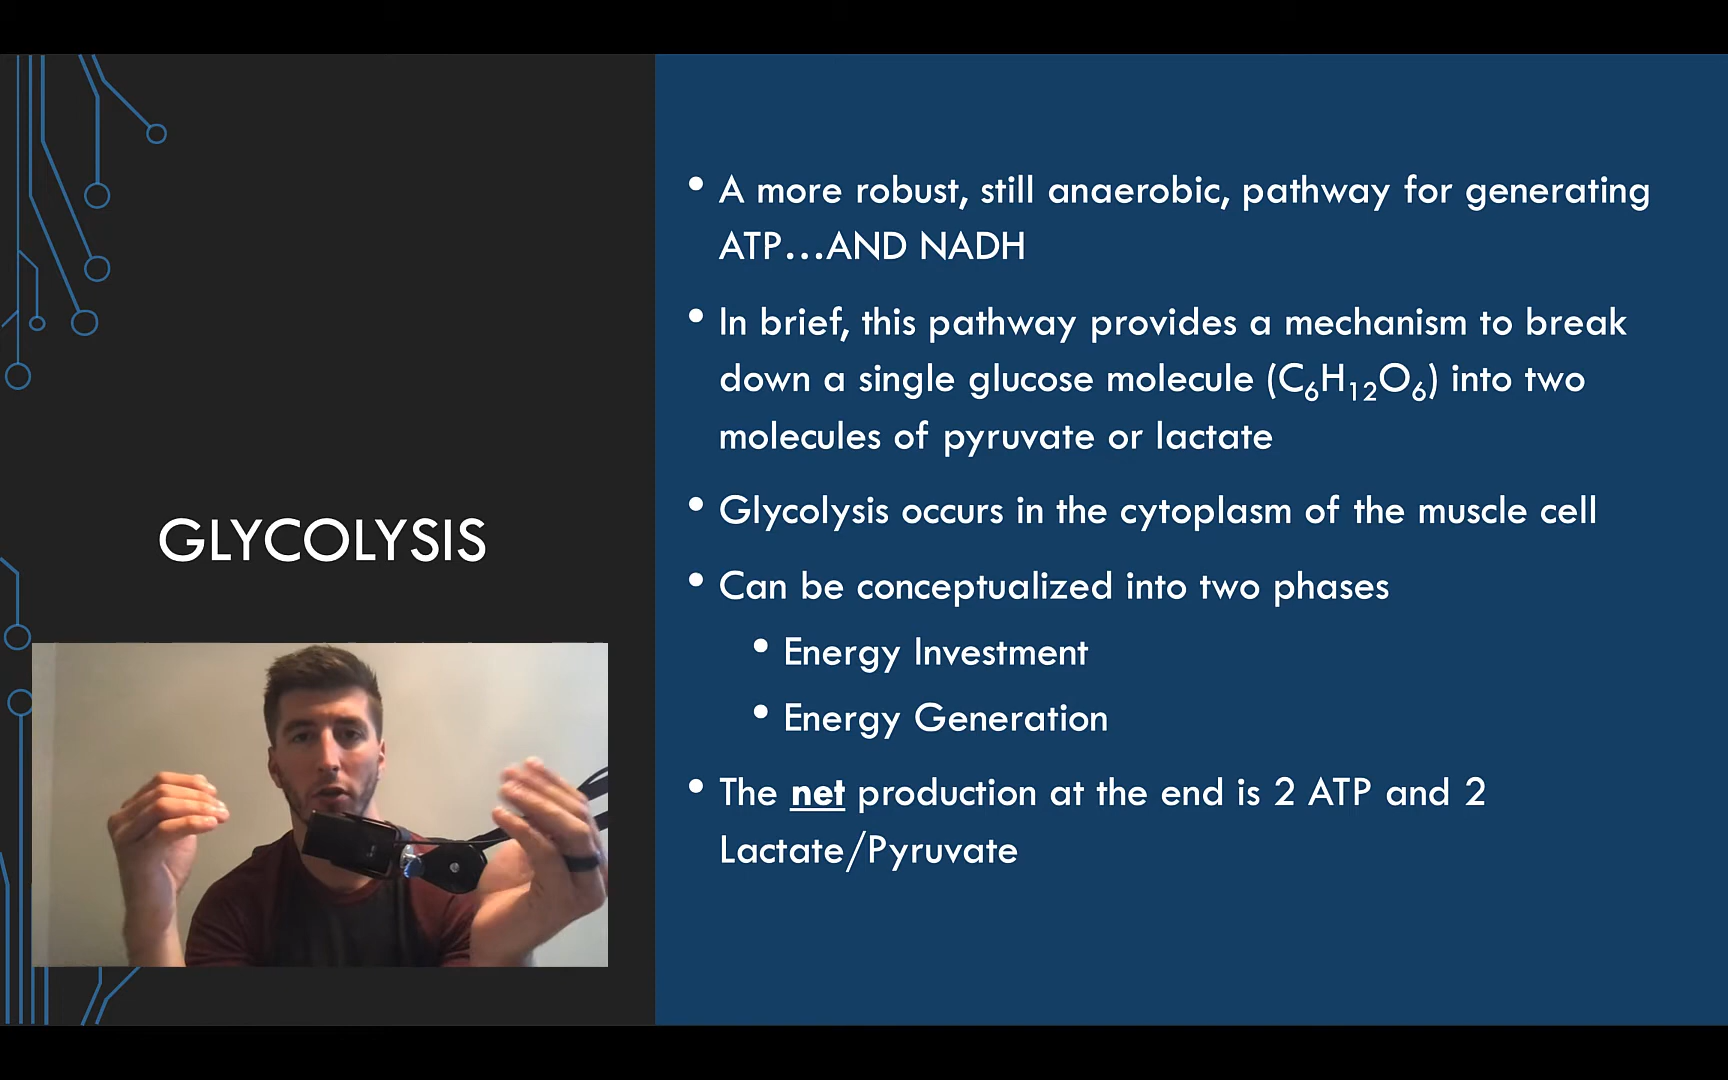 GLYCOLYSIS
• A more robust, still anaerobic, pathway for generating
ATP...AND NADH
• In brief, this pathway provides a mechanism to break
down a single glucose molecule (C₆H₁₂O₆) into two
molecules of pyruvate or lactate
• Glycolysis occurs in the cytoplasm of the muscle cell
• Can be conceptualized into two phases
• Energy Investment
• Energy Generation
• The net production at the end is 2 ATP and 2
Lactate/Pyruvate